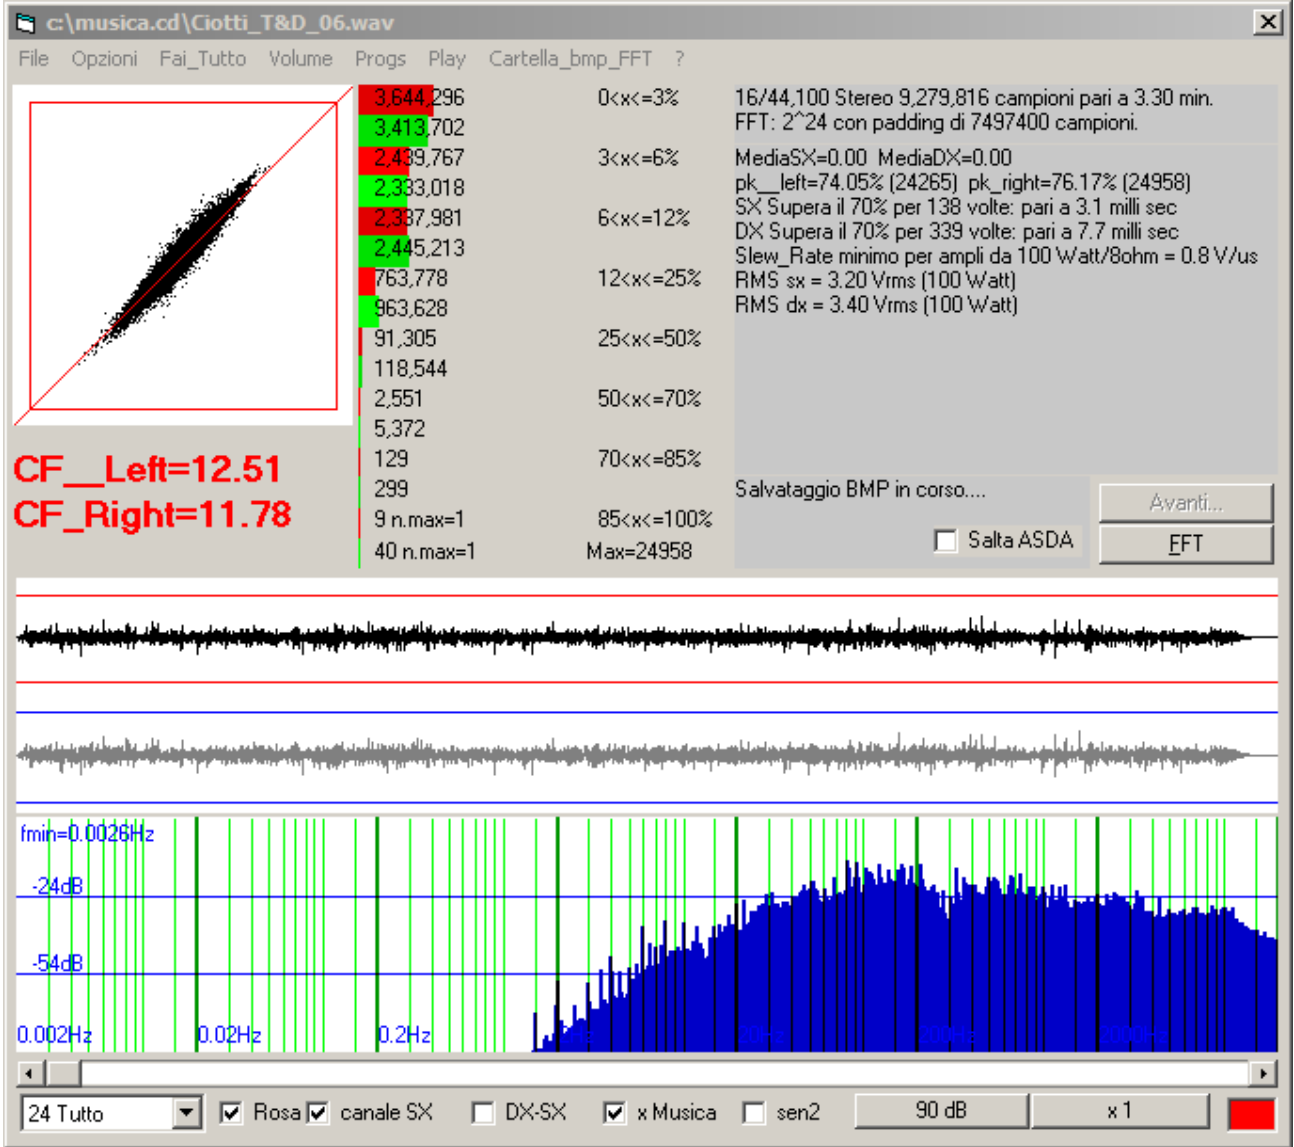 c:\musica.cd\Ciotti_T&D_06.wav
File Opzioni Fai_Tutto Volume Progs Play Cartella_bmp_FFT ?
3,644,296 0<x<=3%
3,413,702
2,439,767 3<x<=6%
2,333,018
2,337,981 6<x<=12%
2,445,213
763,778 12<x<=25%
963,628
91,305 25<x<=50%
118,544
2,551 50<x<=70%
5,372
129 70<x<=85%
299
9 n.max=1 85<x<=100%
40 n.max=1 Max=24958
16/44,100 Stereo 9,279,816 campioni pari a 3.30 min.
FFT: 2^24 con padding di 7497400 campioni.
MediaSX=0.00 MediaDX=0.00
pk__left=74.05% (24265) pk_right=76.17% (24958)
SX Supera il 70% per 138 volte: pari a 3.1 milli sec
DX Supera il 70% per 339 volte: pari a 7.7 milli sec
Slew_Rate minimo per ampli da 100 Watt/8ohm = 0.8 V/us
RMS sx = 3.20 Vrms (100 Watt)
RMS dx = 3.40 Vrms (100 Watt)
CF__Left=12.51
CF_Right=11.78
Salvataggio BMP in corso....
Avanti...
Salta ASDA
FFT
fmin=0.0026Hz
-24dB
-54dB
0.002Hz 0.02Hz 0.2Hz 20Hz 200Hz 2000Hz
24 Tutto Rosa canale SX DX-SX x Musica sen2 90 dB x 1